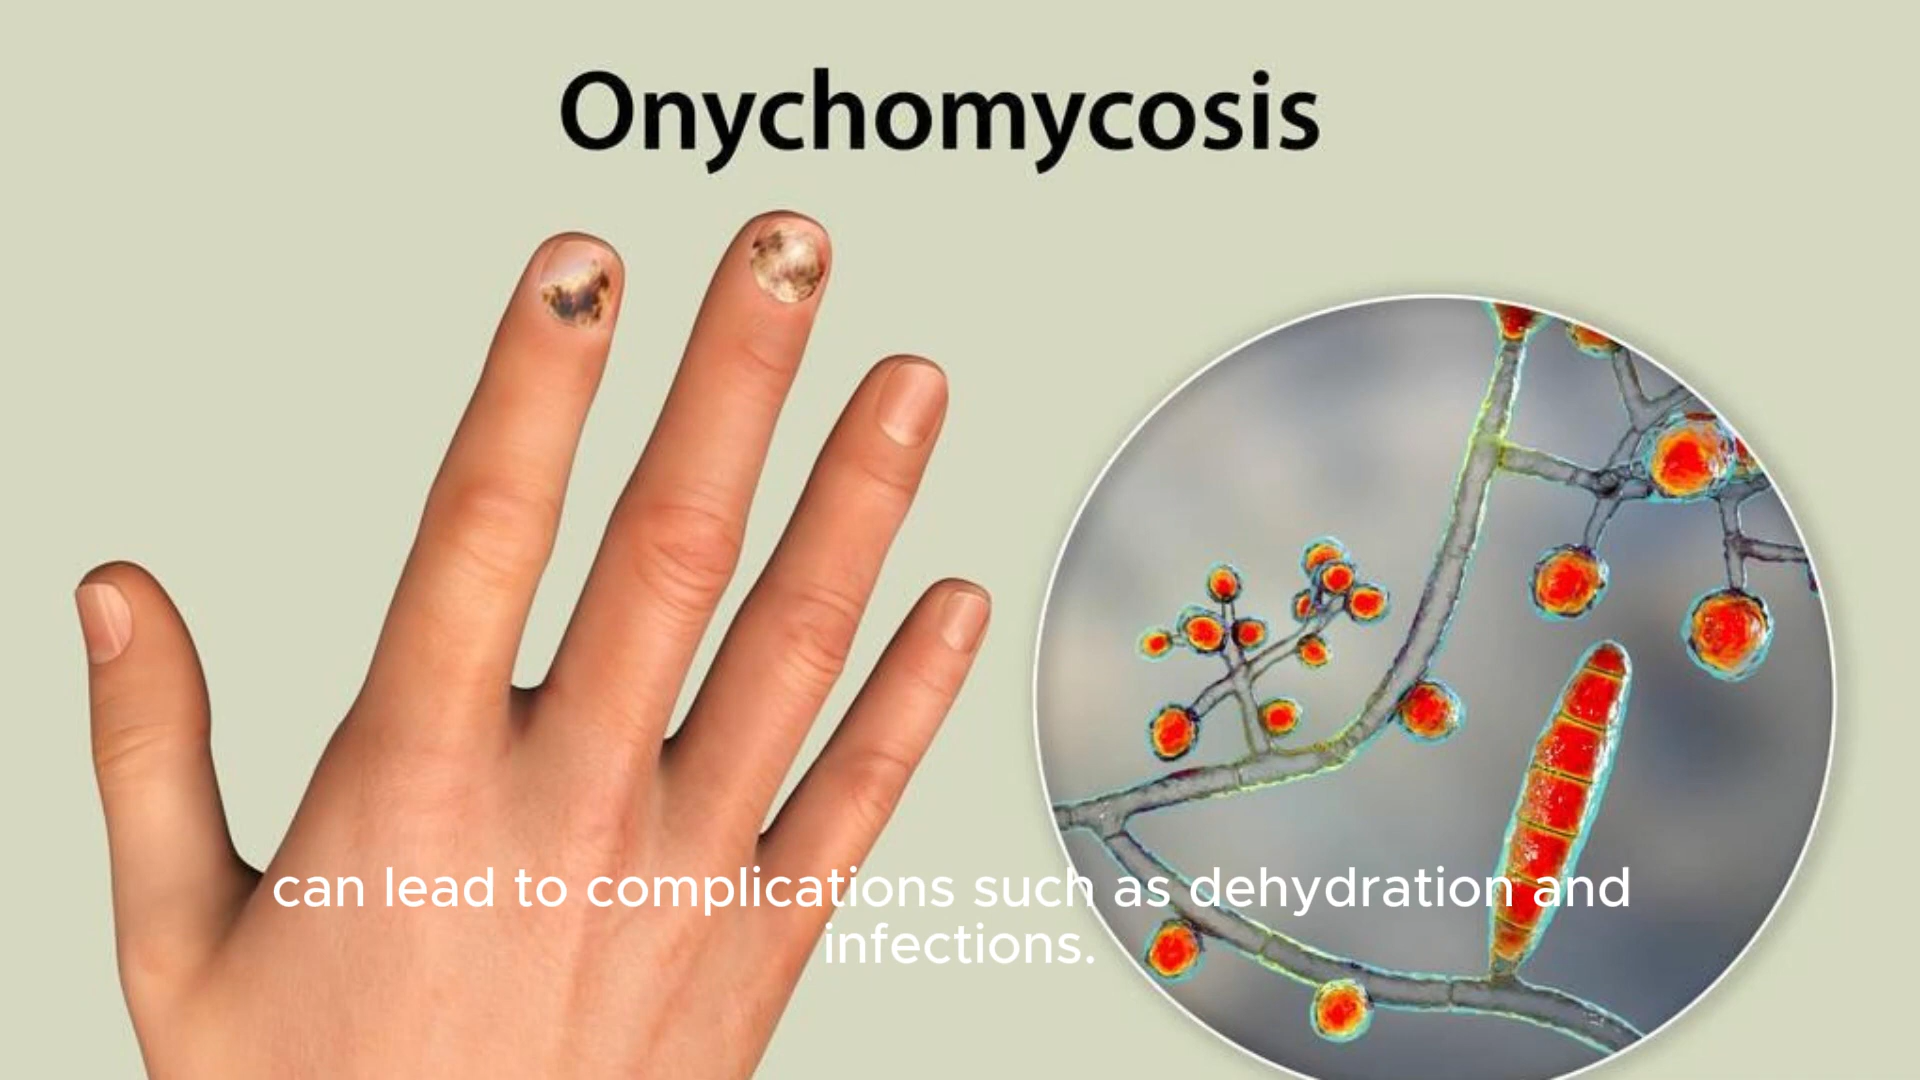 Onychomycosis
can lead to complications such as dehydration and
infections.